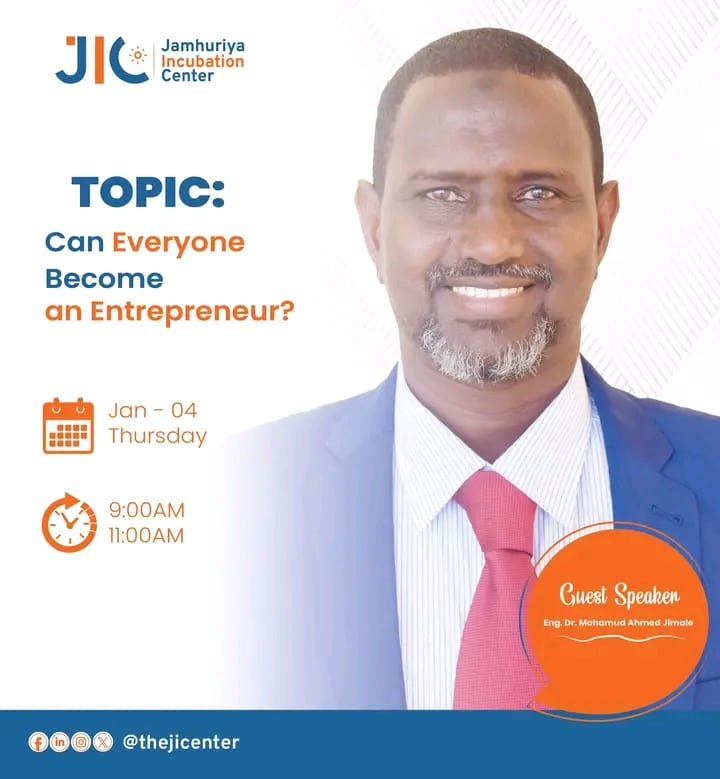 JIC
Jamhuriya
Incubation
Center
TOPIC:
Can Everyone
Become
an Entrepreneur?
Jan - 04
Thursday
9:00AM
11:00AM
Guest Speaker
Eng. Dr. Mohamud Ahmed Jimale
@thejicenter